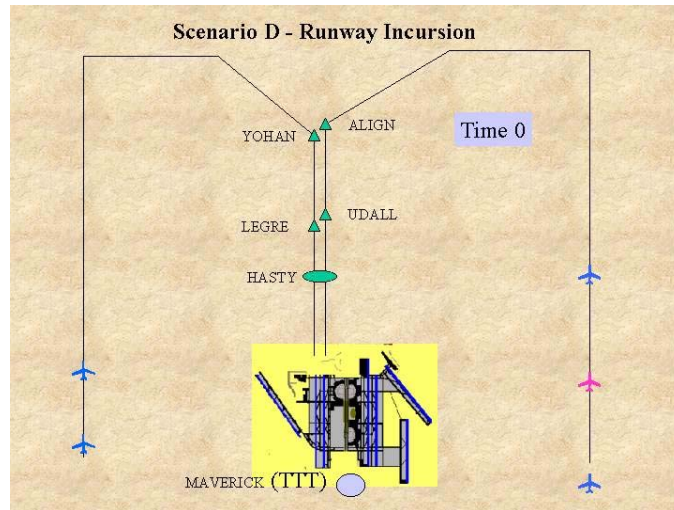 Scenario D - Runway Incursion
ALIGN
Time 0
YOHAN
UDALL
LEGRE
HASTY
MAVERICK (TTT)